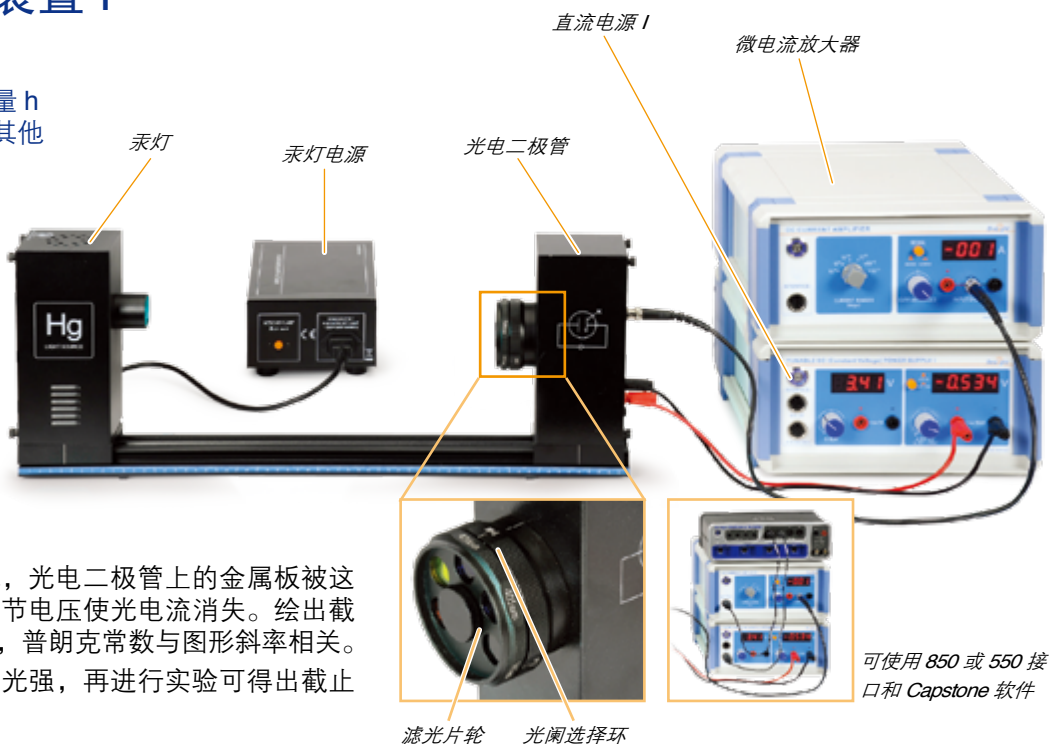 装置 I
量 h
其他
直流电源 I
微电流放大器
汞灯
汞灯电源
光电二极管
Hg
LIGHT SOURCE
DC CURRENT AMPLIFIER
-001 A
3.41 V
-0.534 V
，光电二极管上的金属板被这
节电压使光电流消失。绘出截
，普朗克常数与图形斜率相关。
光强，再进行实验可得出截止
滤光片轮
光阑选择环
可使用 850 或 550 接
口和 Capstone 软件